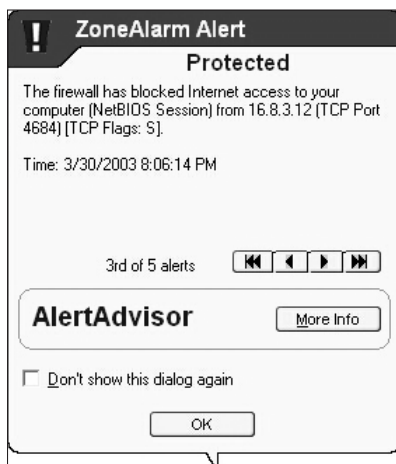 ZoneAlarm Alert
Protected
The firewall has blocked Internet access to your
computer (NetBIOS Session) from 16.8.3.12 (TCP Port
4684) [TCP Flags: S].
Time: 3/30/2003 8:06:14 PM
3rd of 5 alerts
AlertAdvisor
More Info
Don't show this dialog again
OK